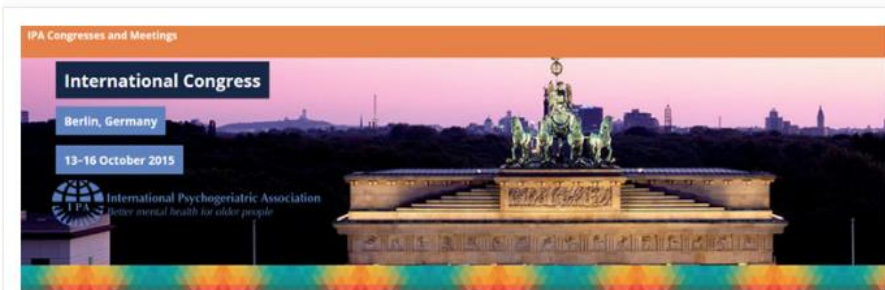 IPA Congresses and Meetings
International Congress
Berlin, Germany
13–16 October 2015
International Psychogeriatric Association
IPA
Better mental health for older people